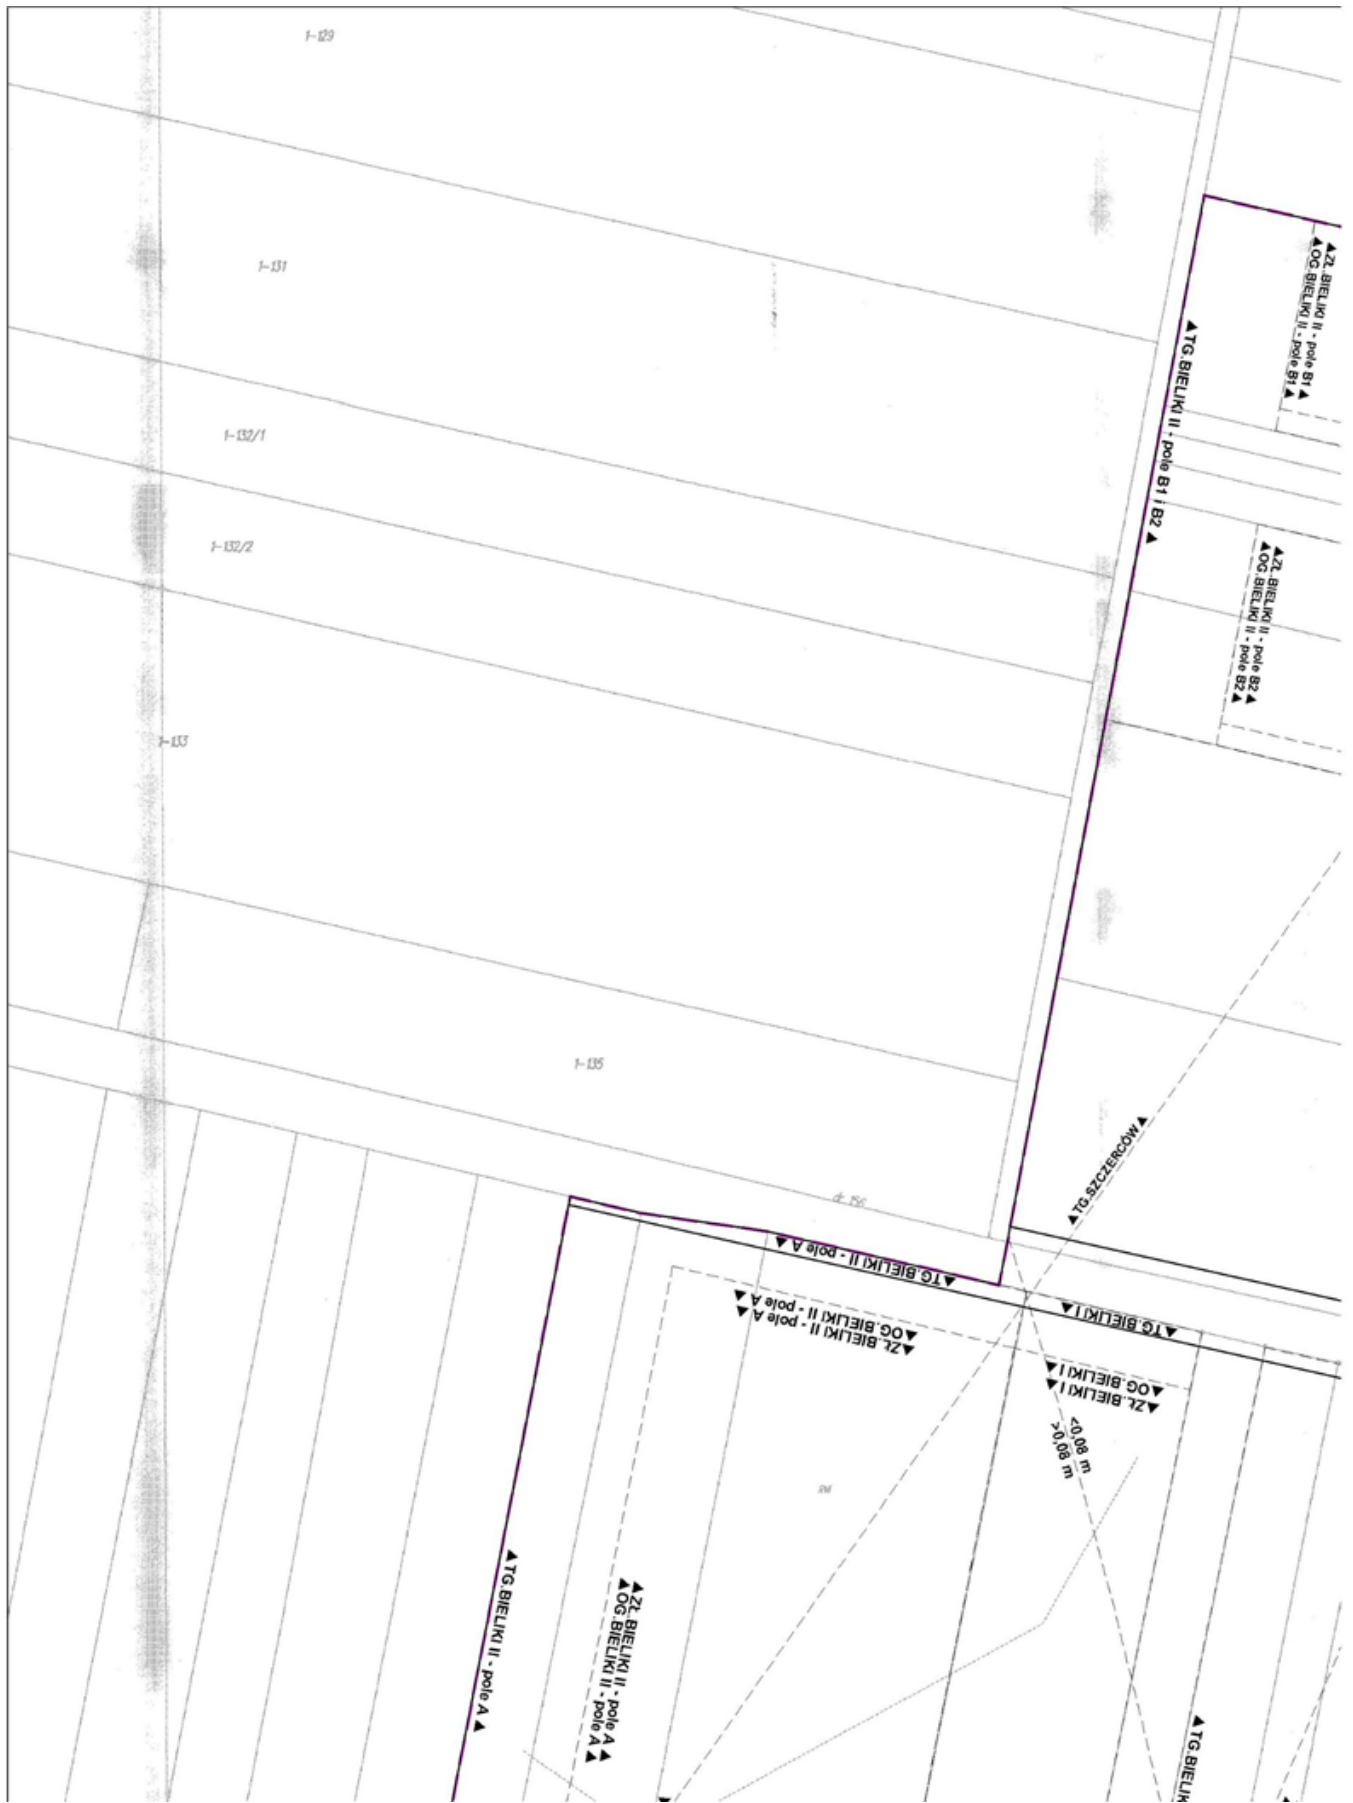 1-129
1-131
1-132/1
1-132/2
1-133
1-135
dr 156
▲ZŁ.BIELIKI II - pole B1▲
▲OG.BIELIKI II - pole B1▲
▲TG.BIELIKI II - pole B1 i B2▲
▲ZŁ.BIELIKI II - pole B2▲
▲OG.BIELIKI II - pole B2▲
▲TG.SZCZERCÓW▲
▲TG.BIELIKI II - pole A▲
▲OG.BIELIKI II - pole A▲
▲ZŁ.BIELIKI II - pole A▲
▲TG.BIELIKI I▲
▲OG.BIELIKI I▲
▲ZŁ.BIELIKI I▲
<0,08 m
>0,08 m
▲TG.BIELIKI II - pole A▲
▲ZŁ.BIELIKI II - pole A▲
▲OG.BIELIKI II - pole A▲
▲TG.BIELIK